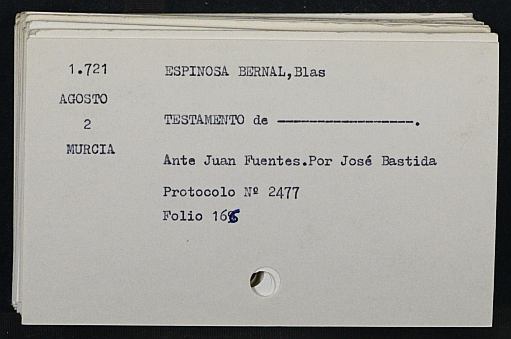 1.721
ESPINOSA BERNAL,Blas
AGOSTO
2
TESTAMENTO de -----------------.
MURCIA
Ante Juan Fuentes.Por José Bastida
Protocolo Nº 2477
Folio 166